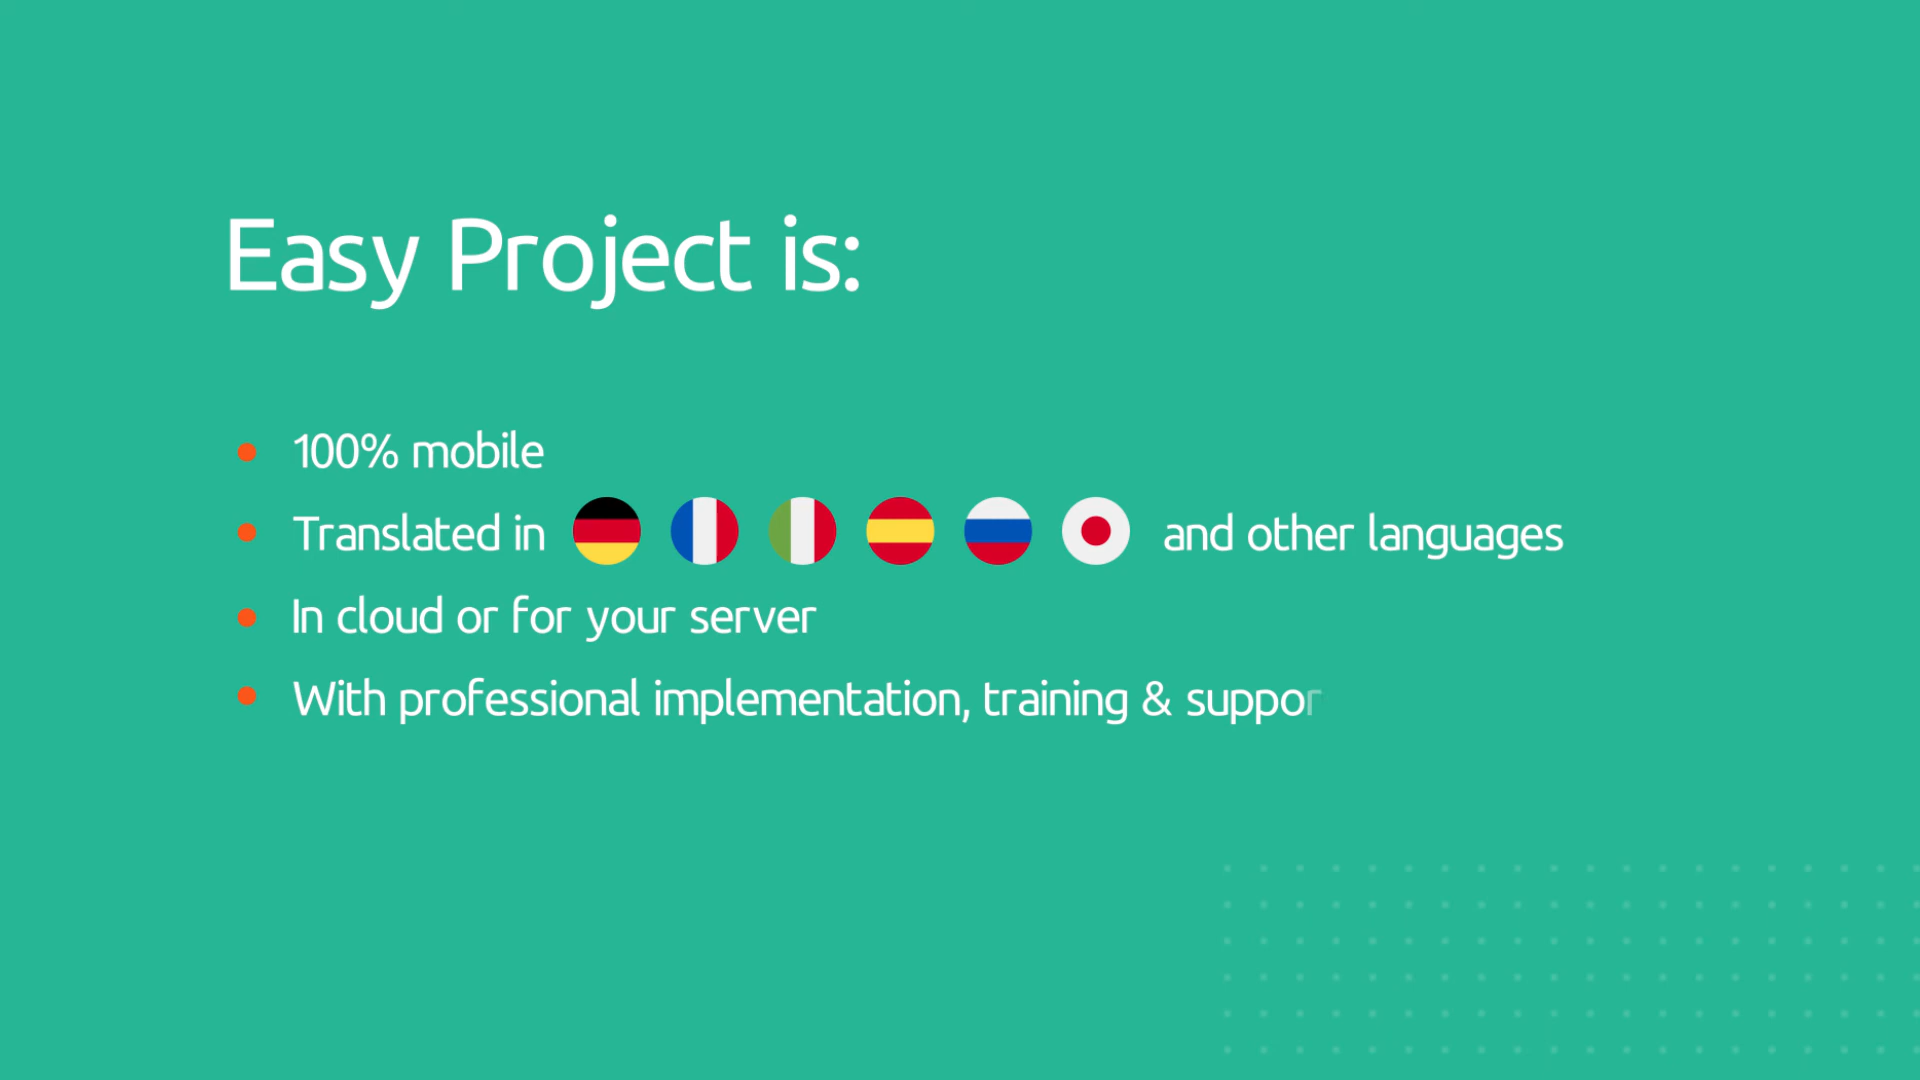 Easy Project is:
100% mobile
Translated in and other languages
In cloud or for your server
With professional implementation, training & suppor